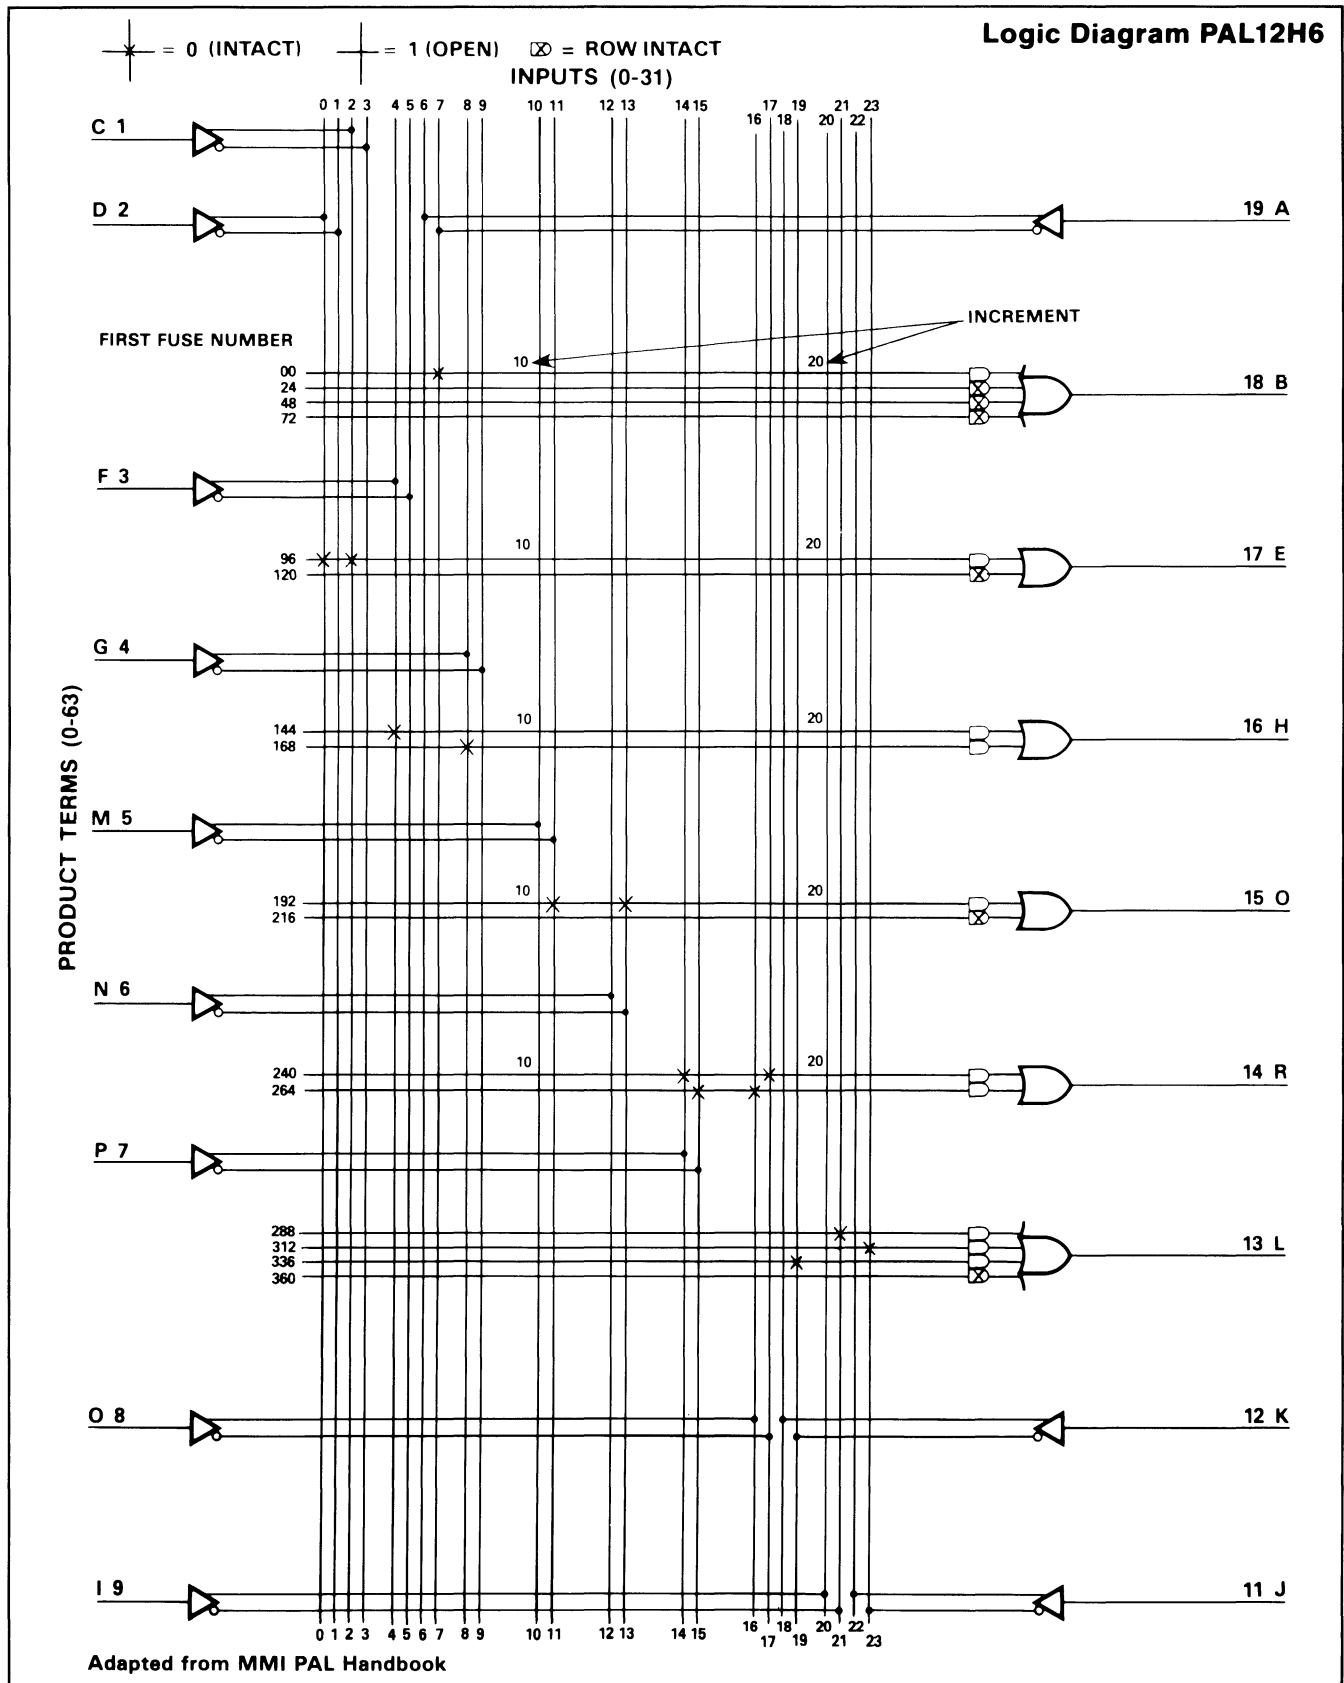 Logic Diagram PAL12H6
= 0 (INTACT) = 1 (OPEN) = ROW INTACT
INPUTS (0-31)
0 1 2 3 4 5 6 7 8 9 10 11 12 13 14 15 16 17 18 19 20 21 22 23
C 1
D 2
19 A
INCREMENT
FIRST FUSE NUMBER
10 20
00
24
48
72
18 B
F 3
10 20
96
120
17 E
G 4
10 20
144
168
16 H
M 5
10 20
192
216
15 O
N 6
10 20
240
264
14 R
P 7
288
312
336
360
13 L
O 8
12 K
I 9
11 J
PRODUCT TERMS (0-63)
0 1 2 3 4 5 6 7 8 9 10 11 12 13 14 15 16 17 18 19 20 21 22 23
Adapted from MMI PAL Handbook